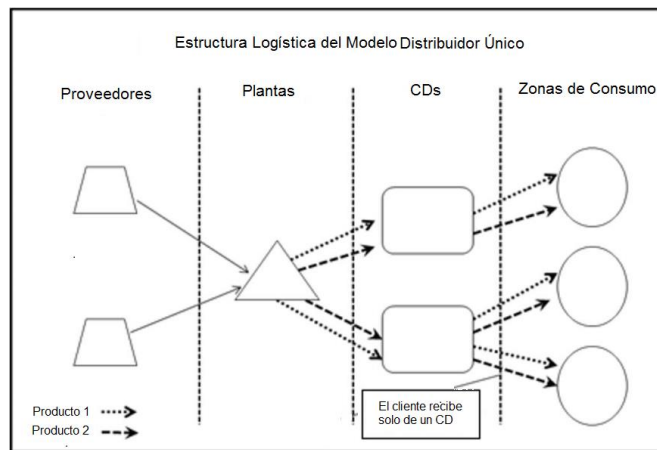 Estructura Logística del Modelo Distribuidor Único
Proveedores
Plantas
CDs
Zonas de Consumo
El cliente recibe
solo de un CD
Producto 1
Producto 2